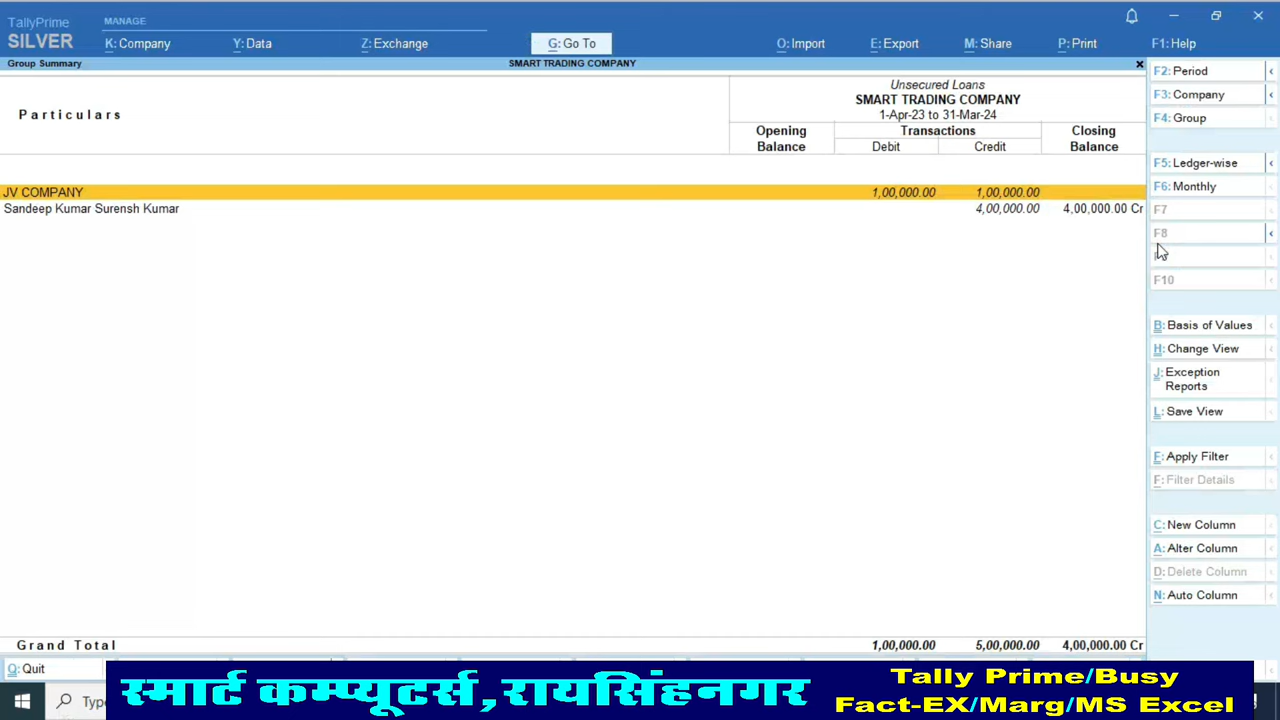 TallyPrime
MANAGE
SILVER
K: Company
Y: Data
Z: Exchange
G: Go To
O: Import
E: Export
M: Share
P: Print
F1: Help
Group Summary
SMART TRADING COMPANY
×
F2: Period
F3: Company
F4: Group
F5: Ledger-wise
F6: Monthly
F7
F8
F10
B: Basis of Values
H: Change View
J: Exception
Reports
L: Save View
F: Apply Filter
F: Filter Details
C: New Column
A: Alter Column
D: Delete Column
N: Auto Column
Particulars
Unsecured Loans
SMART TRADING COMPANY
1-Apr-23 to 31-Mar-24
Opening Balance
Transactions
Debit
Credit
Closing Balance
JV COMPANY 1,00,000.00 1,00,000.00
Sandeep Kumar Surensh Kumar 4,00,000.00 4,00,000.00 Cr
Grand Total 1,00,000.00 5,00,000.00 4,00,000.00 Cr
Q: Quit
Type
स्मार्ट कम्प्यूटर्स,रायसिंहनगर
Tally Prime/Busy
Fact-EX/Marg/MS Excel